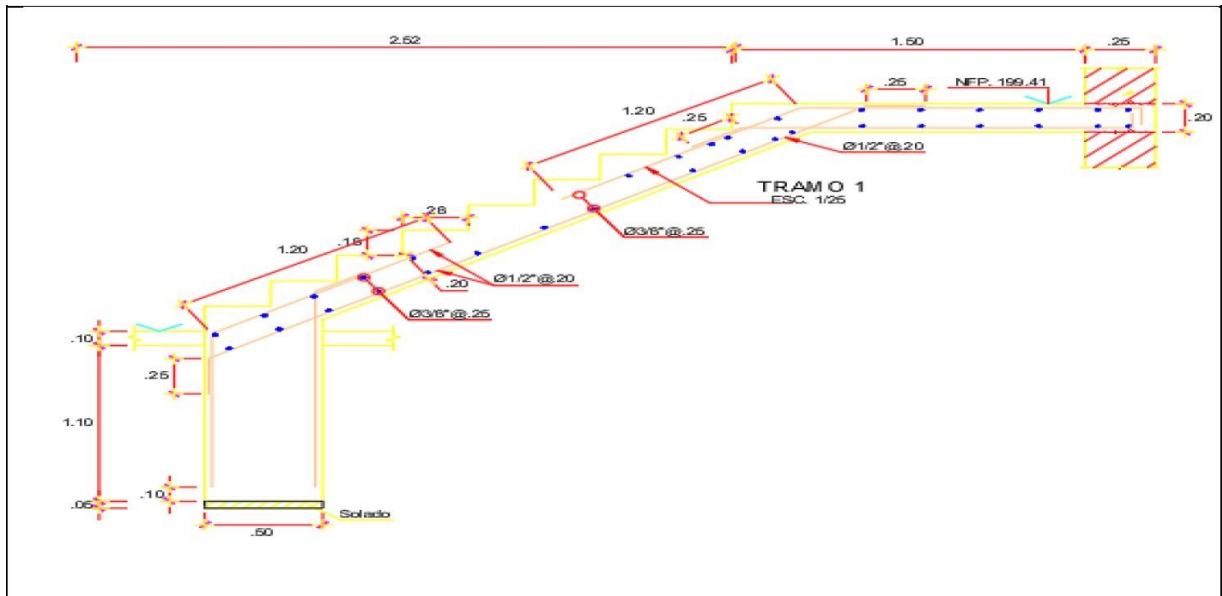 2.52
1.50
.25
.25
NFP. 199.41
1.20
.25
.20
Ø1/2"@.20
TRAMO 1
ESC. 1/25
.28
Ø3/8"@.25
.18
1.20
Ø1/2"@.20
.20
Ø3/8"@.25
.10
.25
1.10
.10
.05
Solado
.50